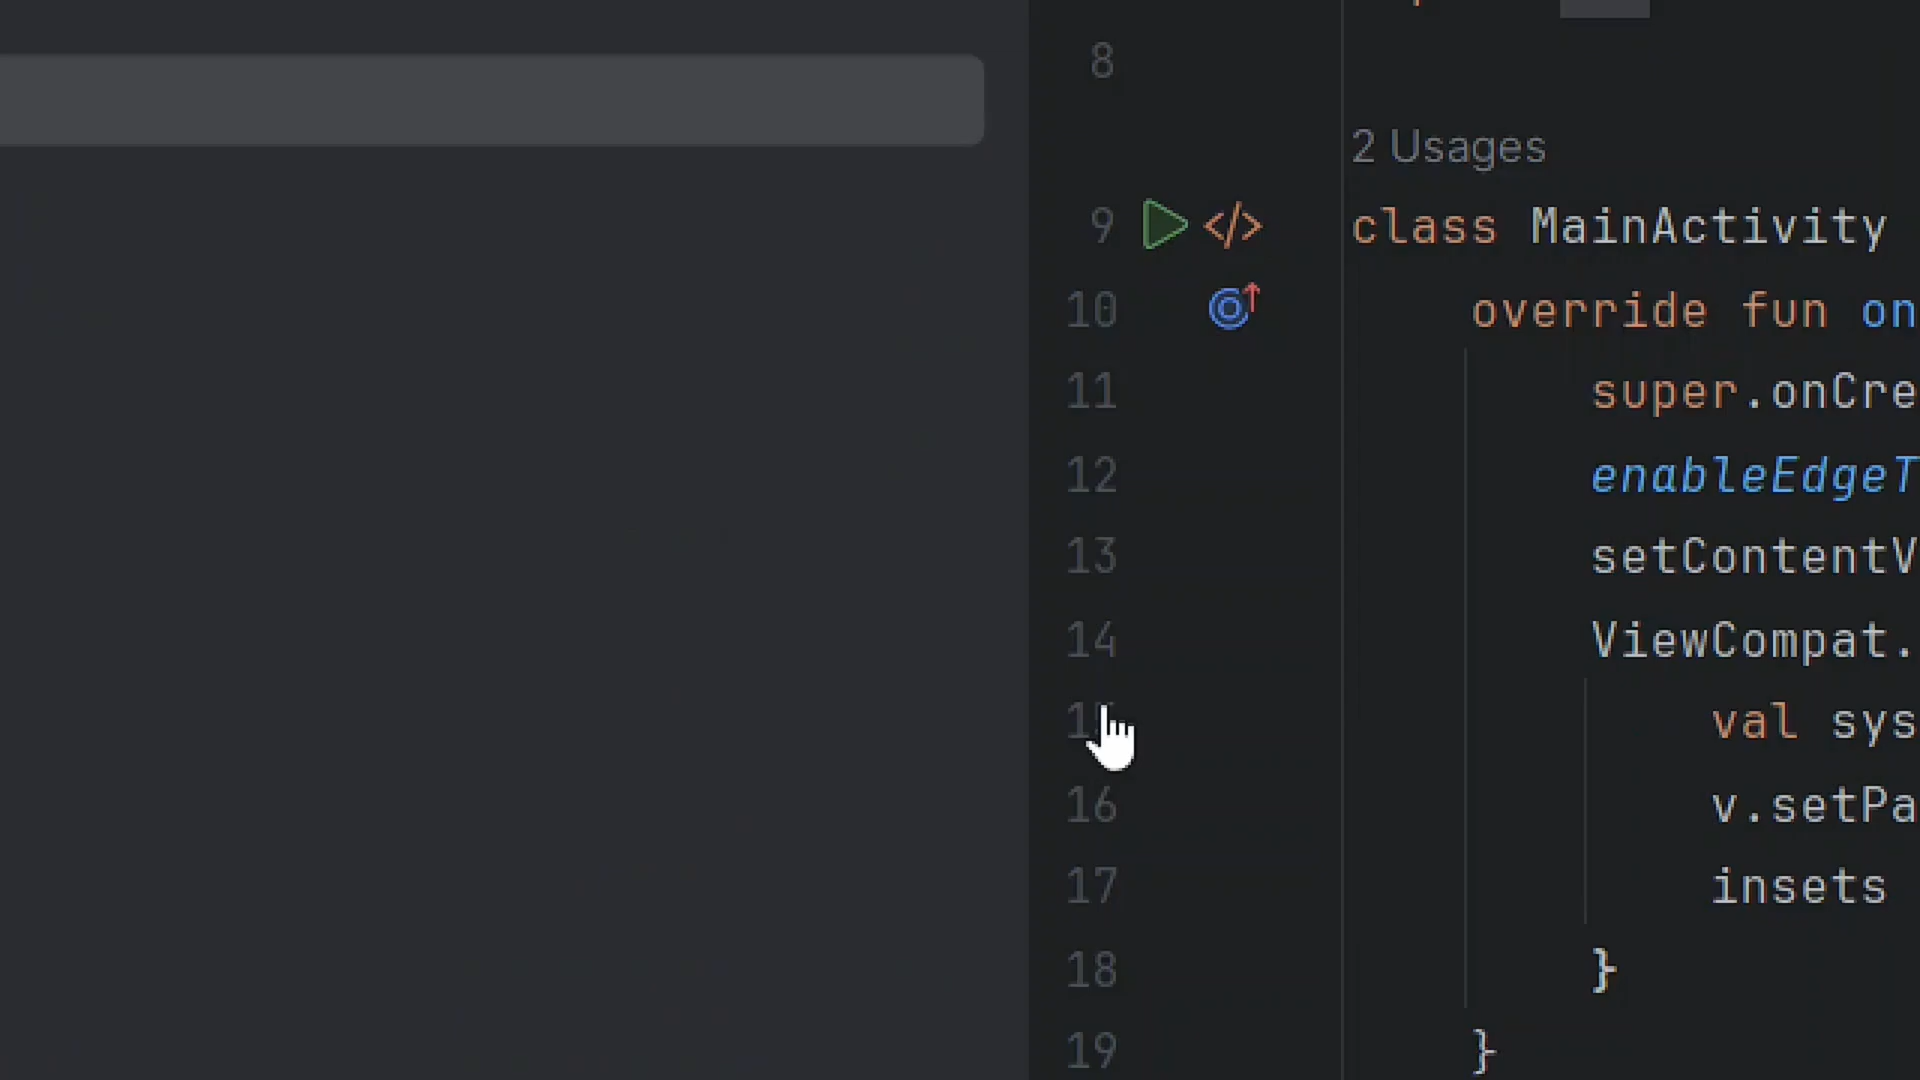 8
2 Usages
9 class MainActivity
10 override fun on
11 super.onCre
12 enableEdgeT
13 setContentV
14 ViewCompat.
val sys
16 v.setPa
17 insets
18 }
19 }